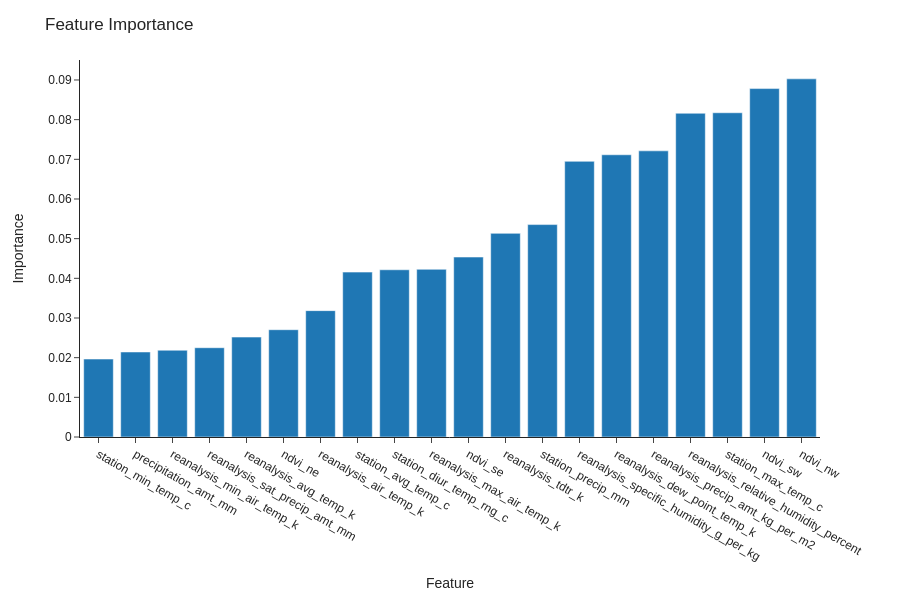 Feature Importance
Importance
0.09
0.08
0.07
0.06
0.05
0.04
0.03
0.02
0.01
0
station_min_temp_c
precipitation_amt_mm
reanalysis_min_air_temp_k
reanalysis_sat_precip_amt_mm
reanalysis_avg_temp_k
ndvi_ne
reanalysis_air_temp_k
station_avg_temp_c
station_diur_temp_rng_c
reanalysis_max_air_temp_k
ndvi_se
reanalysis_tdtr_k
station_precip_mm
reanalysis_specific_humidity_g_per_kg
reanalysis_dew_point_temp_k
reanalysis_precip_amt_kg_per_m2
reanalysis_relative_humidity_percent
station_max_temp_c
ndvi_sw
ndvi_nw
Feature